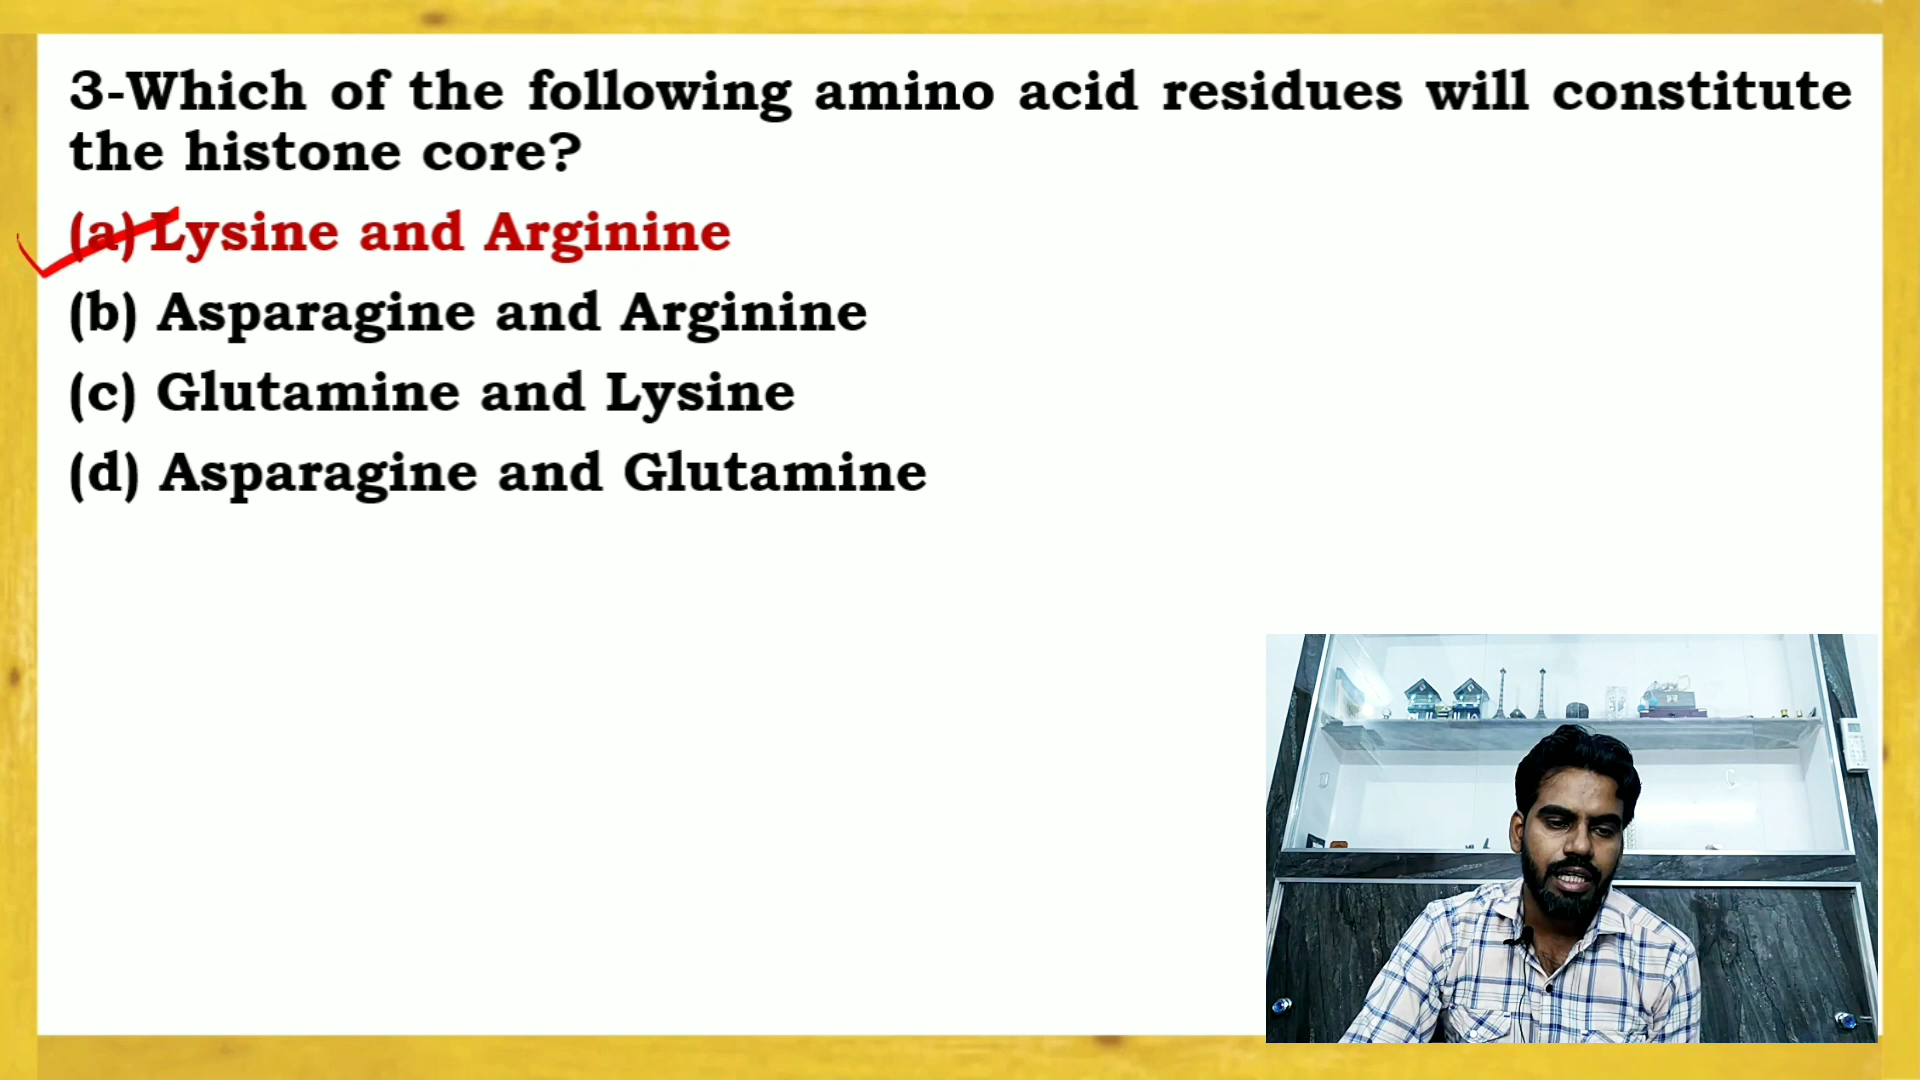 3-Which of the following amino acid residues will constitute
the histone core?
(a) Lysine and Arginine
(b) Asparagine and Arginine
(c) Glutamine and Lysine
(d) Asparagine and Glutamine